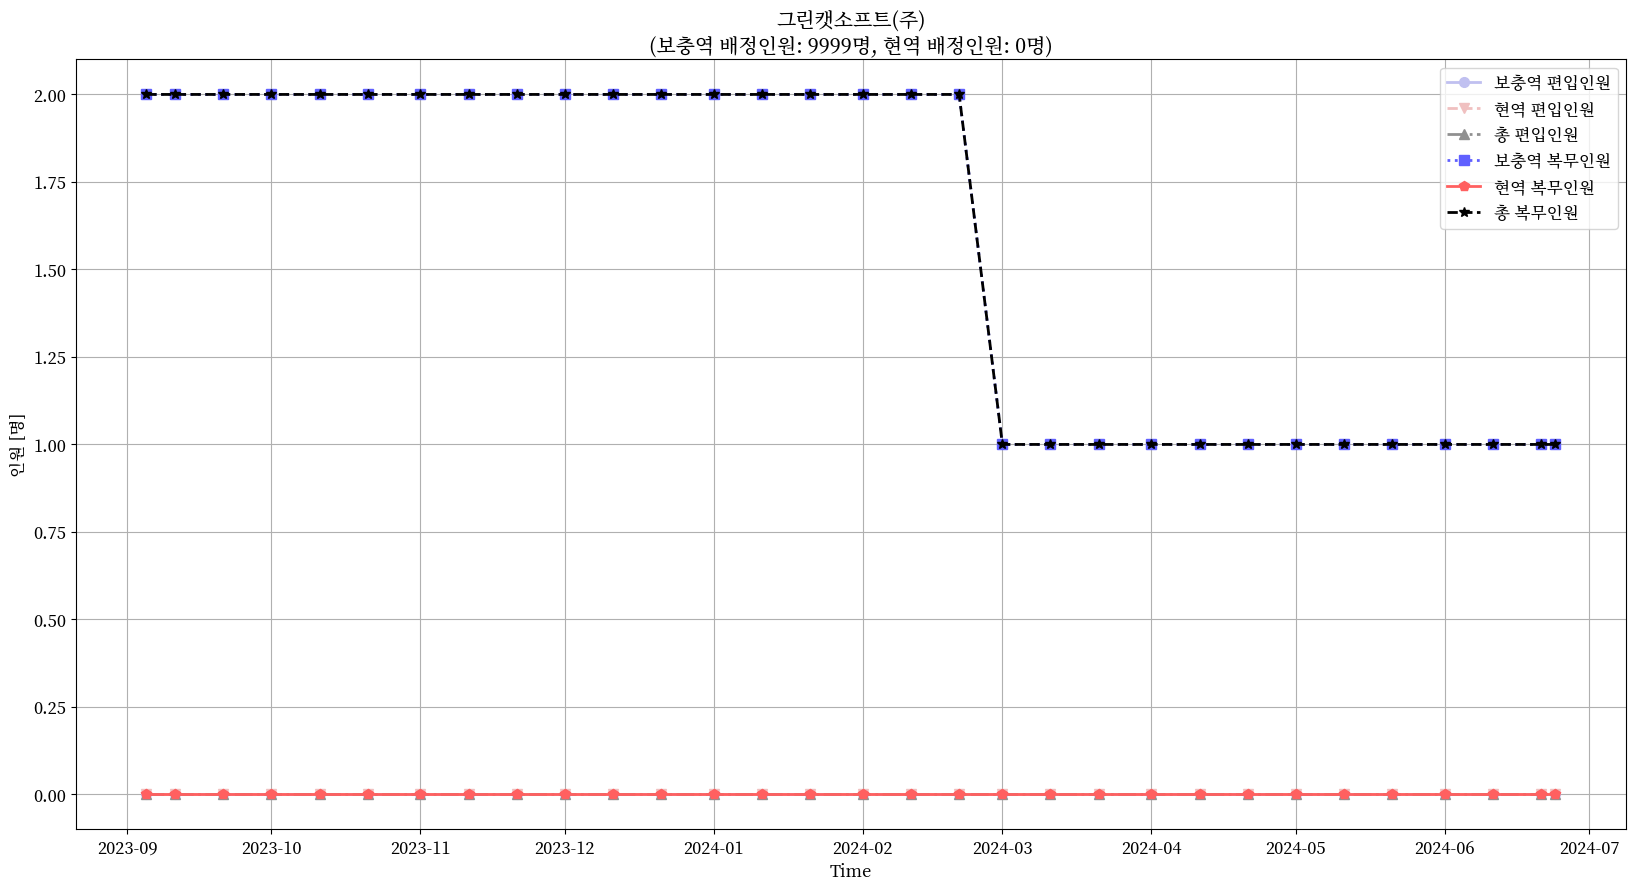 그린캣소프트(주)
(보충역 배정인원: 9999명, 현역 배정인원: 0명)
보충역 편입인원
현역 편입인원
총 편입인원
보충역 복무인원
현역 복무인원
총 복무인원
인원 [명]
2.00
1.75
1.50
1.25
1.00
0.75
0.50
0.25
0.00
2023-09 2023-10 2023-11 2023-12 2024-01 2024-02 2024-03 2024-04 2024-05 2024-06 2024-07
Time